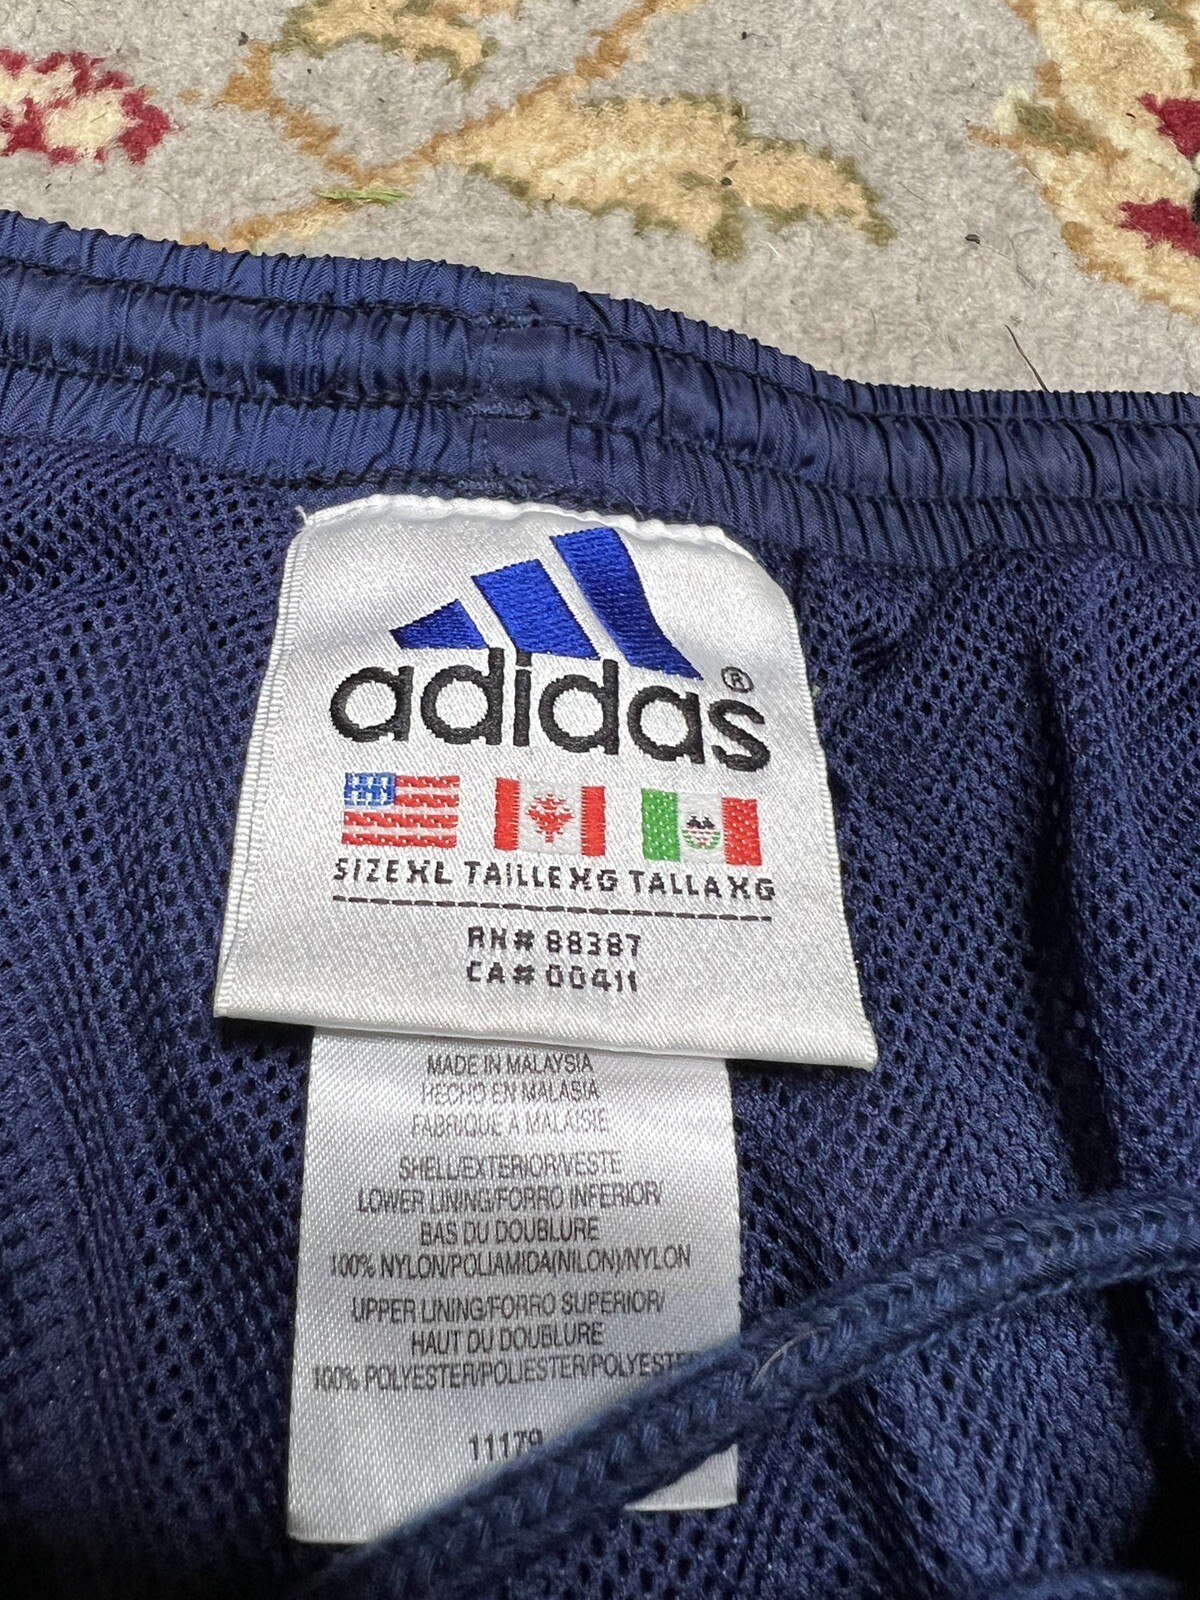 adidas®
SIZE XL TAILLE XG TALLA XG
RN# 88387
CA# 00411
MADE IN MALAYSIA
HECHO EN MALASIA
FABRIQUE A MALAISIE
SHELL/EXTERIOR/VESTE
LOWER LINING/FORRO INFERIOR/
BAS DU DOUBLURE
100% NYLON/POLIAMIDA(NILON)/NYLON
UPPER LINING/FORRO SUPERIOR/
HAUT DU DOUBLURE
100% POLYESTER/POLIESTER/POLYESTE
11179